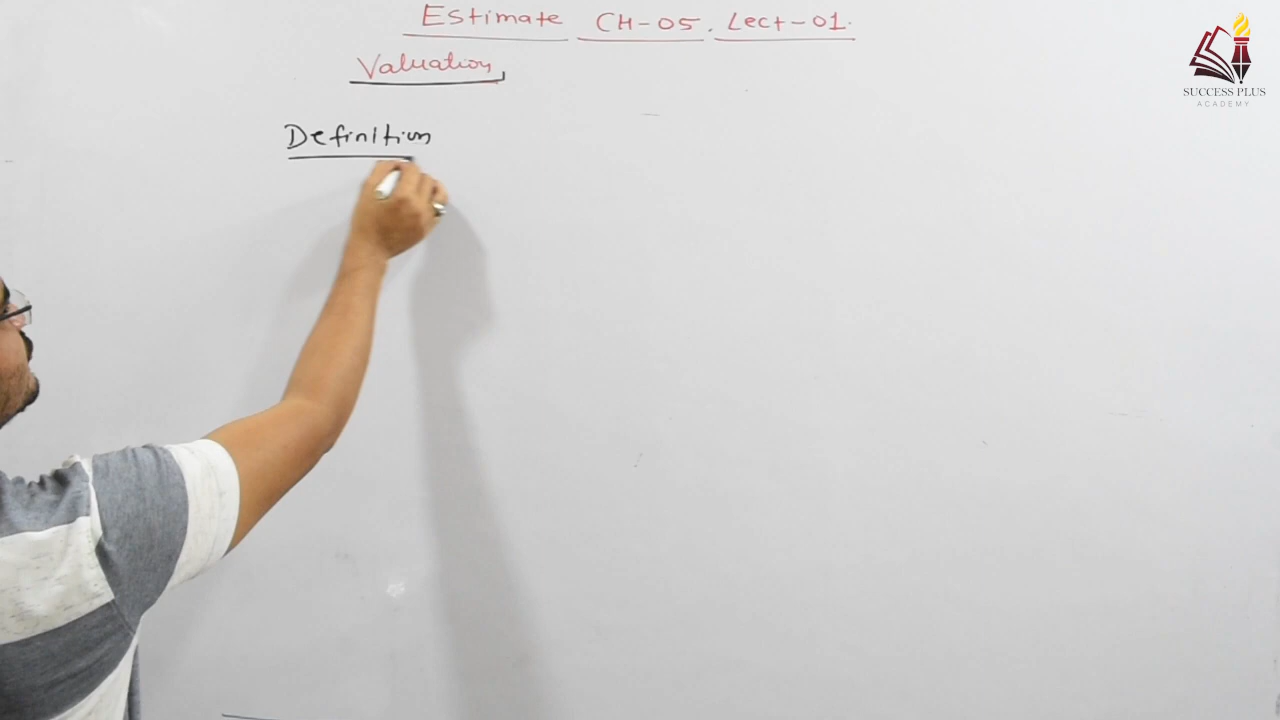 Estimate CH-05. Lect-01.
Valuation
Definition
SUCCESS PLUS
ACADEMY